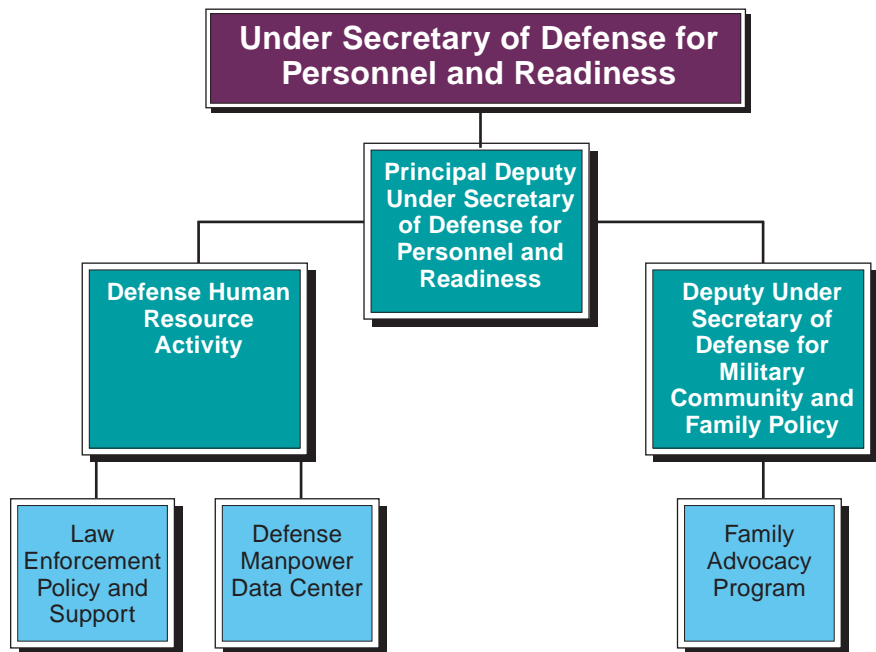 Under Secretary of Defense for
Personnel and Readiness
Principal Deputy
Under Secretary
of Defense for
Personnel and
Readiness
Defense Human
Resource
Activity
Deputy Under
Secretary of
Defense for
Military
Community and
Family Policy
Law
Enforcement
Policy and
Support
Defense
Manpower
Data Center
Family
Advocacy
Program